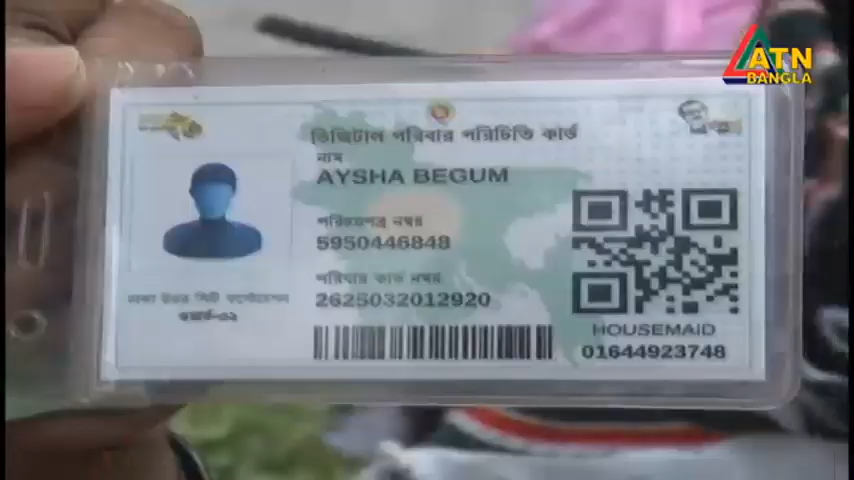 ATN
BANGLA
ডিজিটাল পরিবার পরিচিতি কার্ড
নাম
AYSHA BEGUM
পরিচয়পত্র নম্বর
5950446848
পরিবার কার্ড নম্বর
2625032012920
ঢাকা উত্তর সিটি কর্পোরেশন
ওয়ার্ড-৩২
HOUSEMAID
01644923748